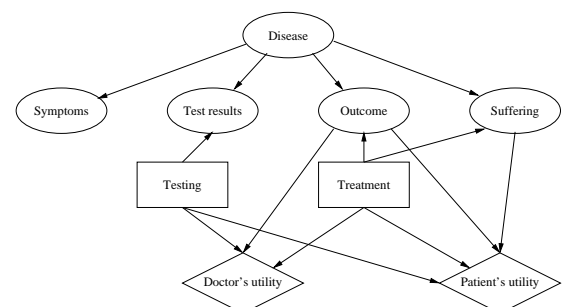 Disease
Symptoms
Test results
Outcome
Suffering
Testing
Treatment
Doctor's utility
Patient's utility